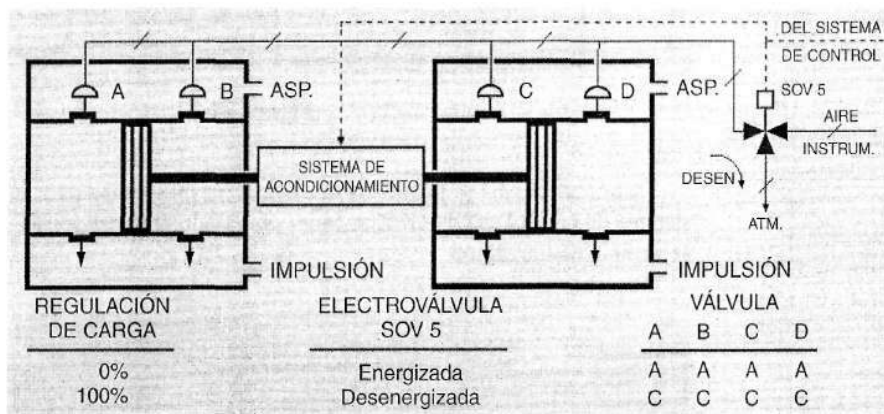 DEL SISTEMA
DE CONTROL
A
B
ASP.
C
D
ASP.
SOV 5
AIRE
INSTRUM.
SISTEMA DE
ACONDICIONAMIENTO
DESEN
ATM.
IMPULSIÓN
IMPULSIÓN
REGULACIÓN
DE CARGA
ELECTROVÁLVULA
SOV 5
VÁLVULA
A B C D
0% Energizada A A A A
100% Desenergizada C C C C